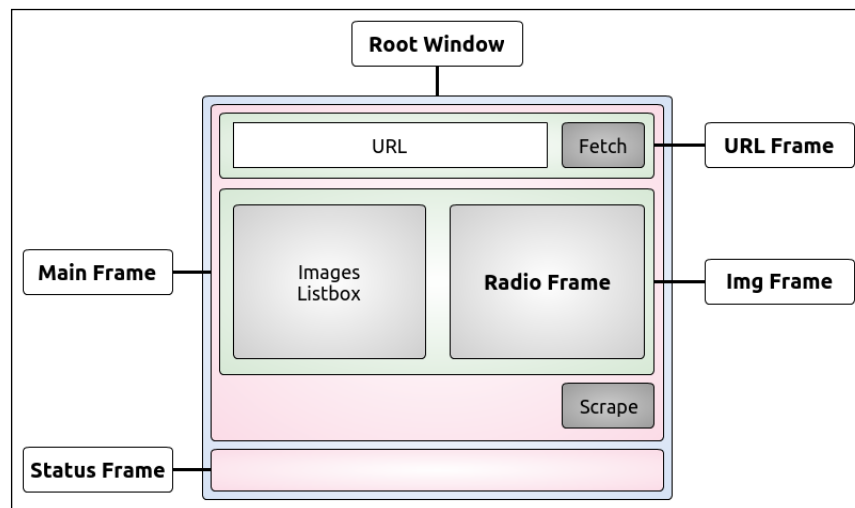 Root Window
URL
Fetch
URL Frame
Main Frame
Images
Listbox
Radio Frame
Img Frame
Scrape
Status Frame